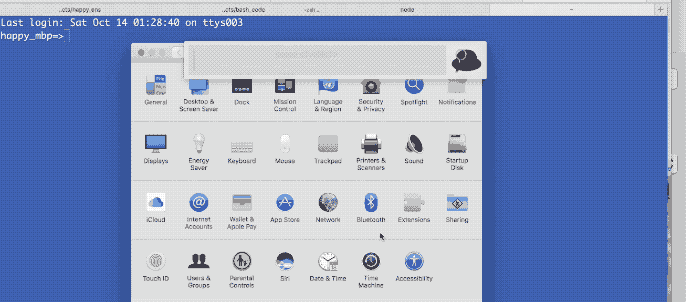 ..cts/happy_ens ..cts/bash_code ..-zsh.. node ~
Last login: Sat Oct 14 01:28:40 on ttys003
happy_mbp=>
General Desktop & Screen Saver Dock Mission Control Language & Region Security & Privacy Spotlight Notifications
Displays Energy Saver Keyboard Mouse Trackpad Printers & Scanners Sound Startup Disk
iCloud Internet Accounts Wallet & Apple Pay App Store Network Bluetooth Extensions Sharing
Touch ID Users & Groups Parental Controls Siri Date & Time Time Machine Accessibility